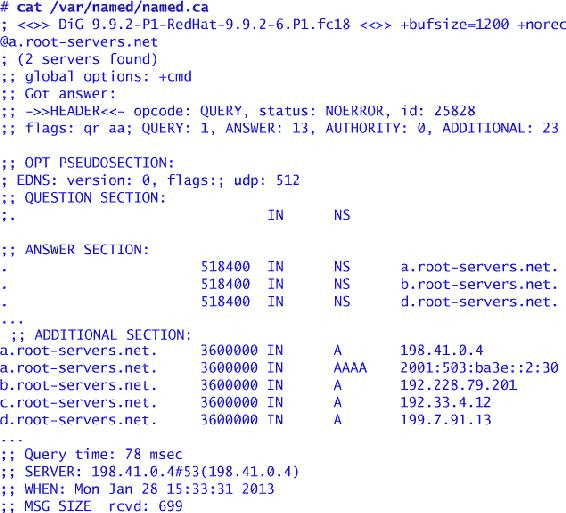 # cat /var/named/named.ca
; <<>> DiG 9.9.2-P1-RedHat-9.9.2-6.P1.fc18 <<>> +bufsize=1200 +norec
@a.root-servers.net
; (2 servers found)
;; global options: +cmd
;; Got answer:
;; ->>HEADER<<- opcode: QUERY, status: NOERROR, id: 25828
;; flags: qr aa; QUERY: 1, ANSWER: 13, AUTHORITY: 0, ADDITIONAL: 23
;; OPT PSEUDOSECTION:
; EDNS: version: 0, flags:; udp: 512
;; QUESTION SECTION:
;. IN NS
;; ANSWER SECTION:
. 518400 IN NS a.root-servers.net.
. 518400 IN NS b.root-servers.net.
. 518400 IN NS d.root-servers.net.
...
;; ADDITIONAL SECTION:
a.root-servers.net. 3600000 IN A 198.41.0.4
a.root-servers.net. 3600000 IN AAAA 2001:503:ba3e::2:30
b.root-servers.net. 3600000 IN A 192.228.79.201
c.root-servers.net. 3600000 IN A 192.33.4.12
d.root-servers.net. 3600000 IN A 199.7.91.13
...
;; Query time: 78 msec
;; SERVER: 198.41.0.4#53(198.41.0.4)
;; WHEN: Mon Jan 28 15:33:31 2013
;; MSG SIZE rcvd: 699